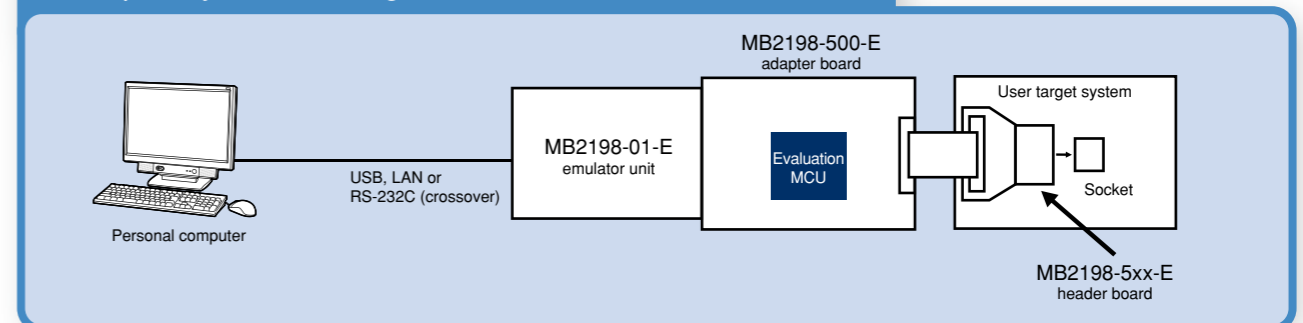 MB2198-500-E
adapter board
User target system
MB2198-01-E
emulator unit
Evaluation
MCU
USB, LAN or
RS-232C (crossover)
Socket
Personal computer
MB2198-5xx-E
header board